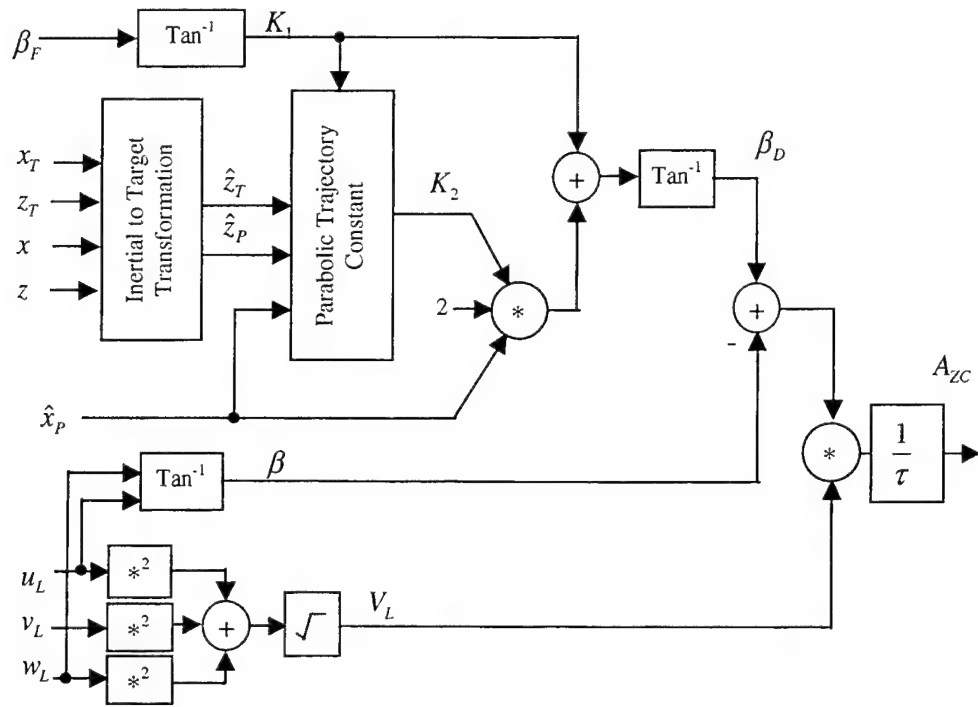 β_F
Tan⁻¹
K₁
x_T
z_T
x
z
Inertial to Target
Transformation
ẑ_T
ẑ_P
Parabolic Trajectory
Constant
K₂
2
*
+
Tan⁻¹
β_D
+
-
x̂_P
Tan⁻¹
β
*
1
τ
A_ZC
u_L
*²
v_L
*²
w_L
*²
+
√
V_L